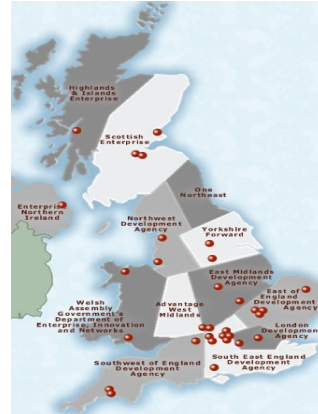 Highlands
& Islands
Enterprise
Scottish
Enterprise
One
Northeast
Enterprise
Northern
Ireland
Northwest
Development
Agency
Yorkshire
Forward
East Midlands
Development
Agency
East of
England
Development
Agency
Welsh
Assembly
Government's
Department of
Enterprise, Innovation
and Networks
Advantage
West
Midlands
London
Development
Agency
Southwest of England
Development
Agency
South East England
Development
Agency